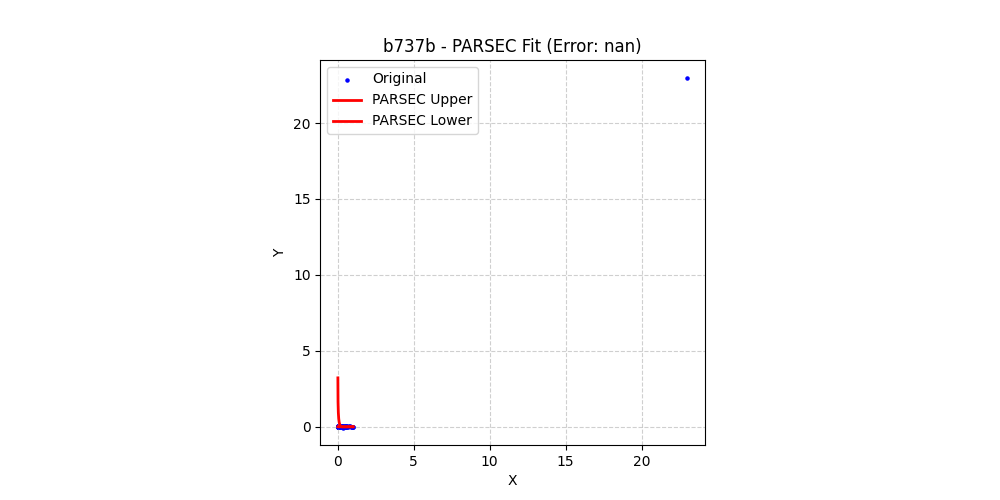 b737b - PARSEC Fit (Error: nan)
Original
PARSEC Upper
PARSEC Lower
20
15
10
5
0
Y
0 5 10 15 20
X